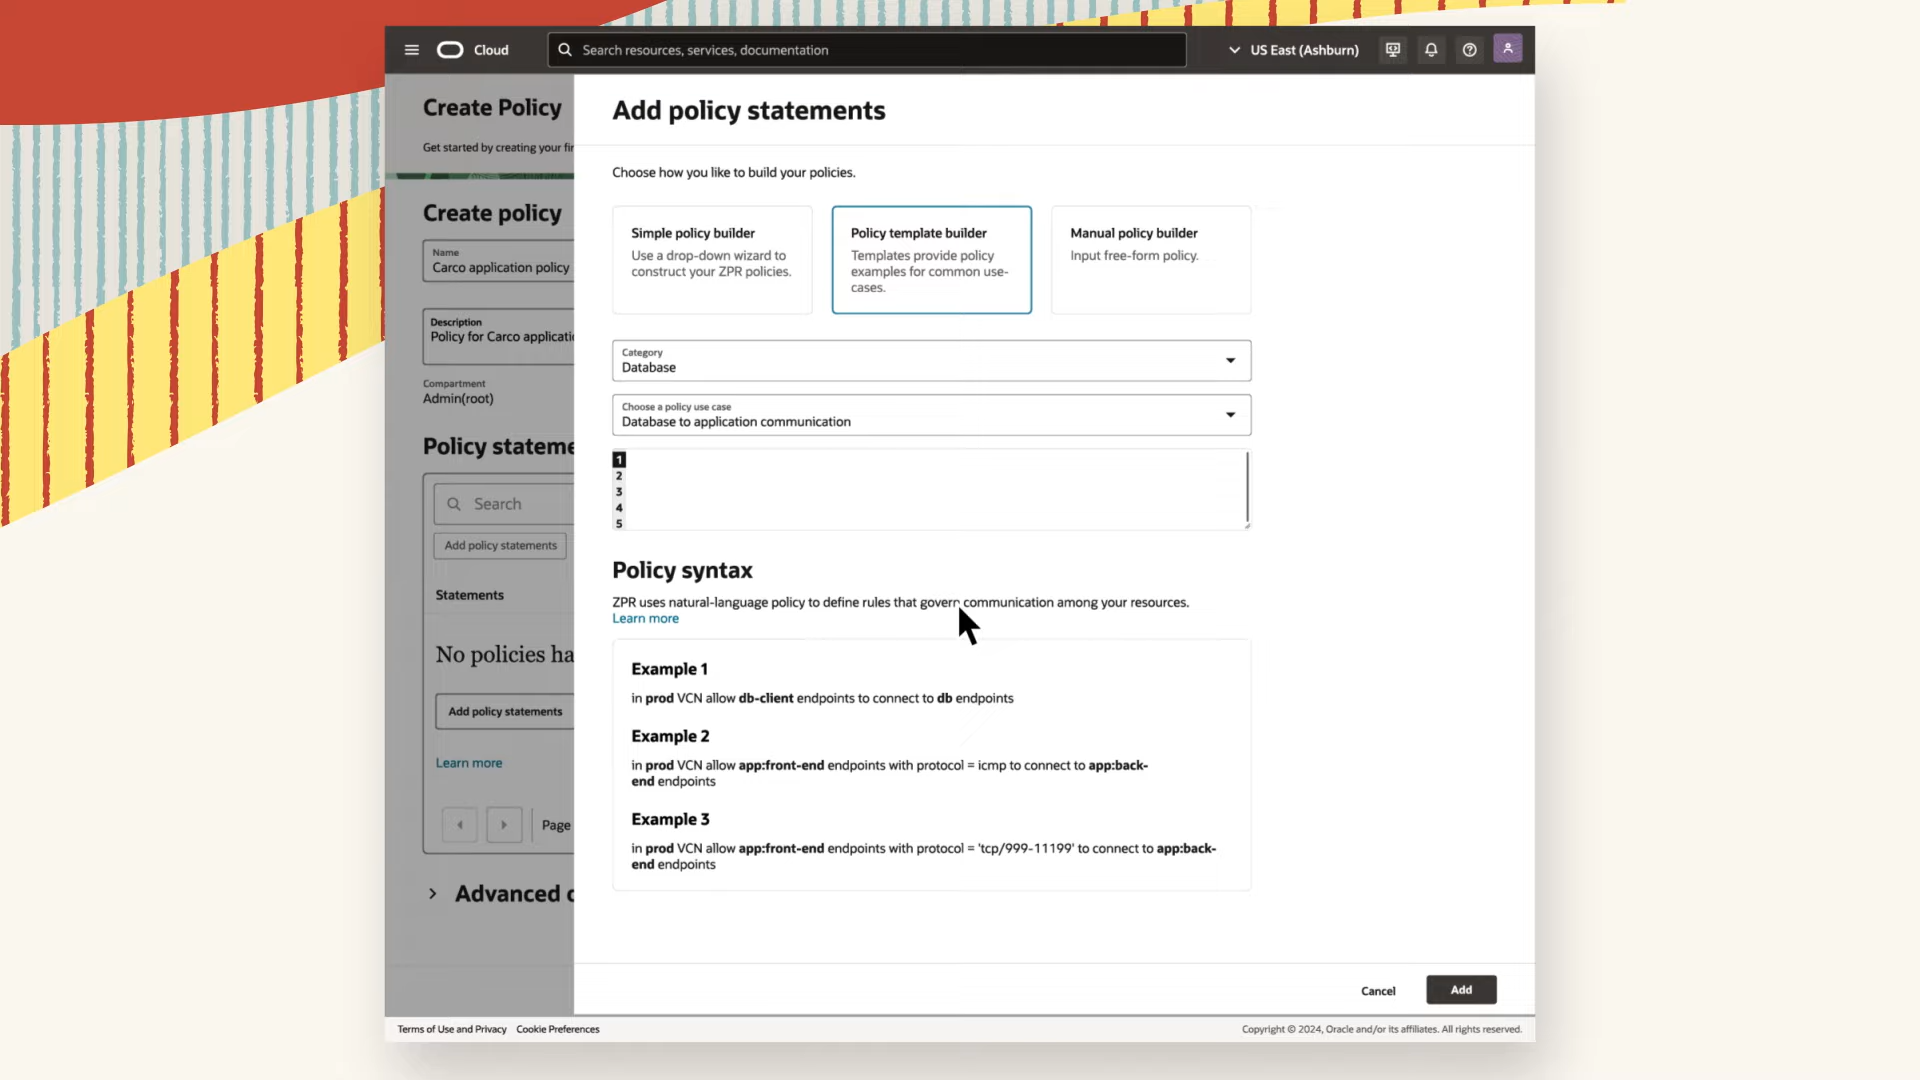 Cloud
Search resources, services, documentation
US East (Ashburn)
Create Policy
Get started by creating your fir
Create policy
Name
Carco application policy
Description
Policy for Carco applicatio
Compartment
Admin(root)
Policy stateme
Search
Add policy statements
Statements
No policies ha
Add policy statements
Learn more
Page
Advanced o
Add policy statements
Choose how you like to build your policies.
Simple policy builder
Use a drop-down wizard to
construct your ZPR policies.
Policy template builder
Templates provide policy
examples for common use-
cases.
Manual policy builder
Input free-form policy.
Category
Database
Choose a policy use case
Database to application communication
1
2
3
4
5
Policy syntax
ZPR uses natural-language policy to define rules that govern communication among your resources.
Learn more
Example 1
in prod VCN allow db-client endpoints to connect to db endpoints
Example 2
in prod VCN allow app:front-end endpoints with protocol = icmp to connect to app:back-
end endpoints
Example 3
in prod VCN allow app:front-end endpoints with protocol = 'tcp/999-11199' to connect to app:back-
end endpoints
Cancel
Add
Terms of Use and Privacy
Cookie Preferences
Copyright © 2024, Oracle and/or its affiliates. All rights reserved.